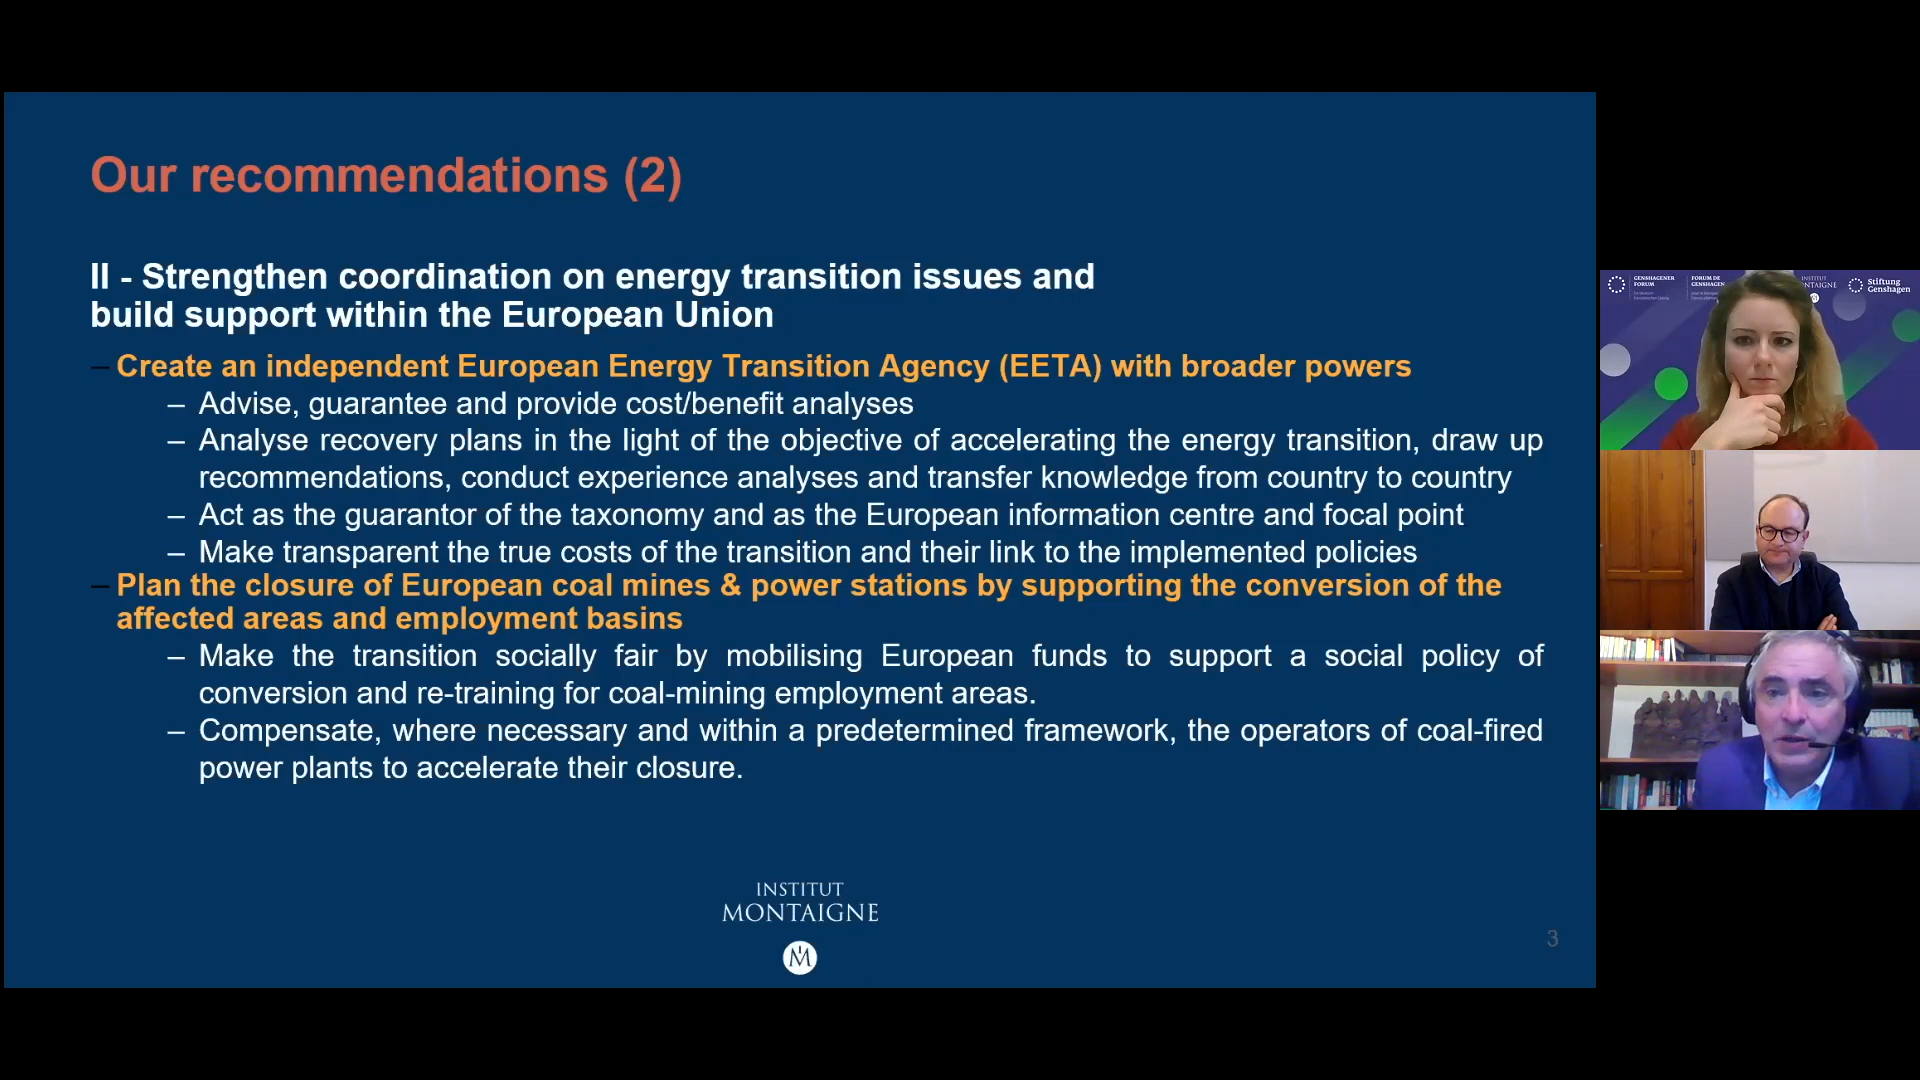 Our recommendations (2)
II - Strengthen coordination on energy transition issues and
build support within the European Union
– Create an independent European Energy Transition Agency (EETA) with broader powers
– Advise, guarantee and provide cost/benefit analyses
– Analyse recovery plans in the light of the objective of accelerating the energy transition, draw up
recommendations, conduct experience analyses and transfer knowledge from country to country
– Act as the guarantor of the taxonomy and as the European information centre and focal point
– Make transparent the true costs of the transition and their link to the implemented policies
– Plan the closure of European coal mines & power stations by supporting the conversion of the
affected areas and employment basins
– Make the transition socially fair by mobilising European funds to support a social policy of
conversion and re-training for coal-mining employment areas.
– Compensate, where necessary and within a predetermined framework, the operators of coal-fired
power plants to accelerate their closure.
INSTITUT
MONTAIGNE
M
3
GENSHAGENER
FORUM
FORUM DE
GENSHAGEN
Stiftung
Genshagen